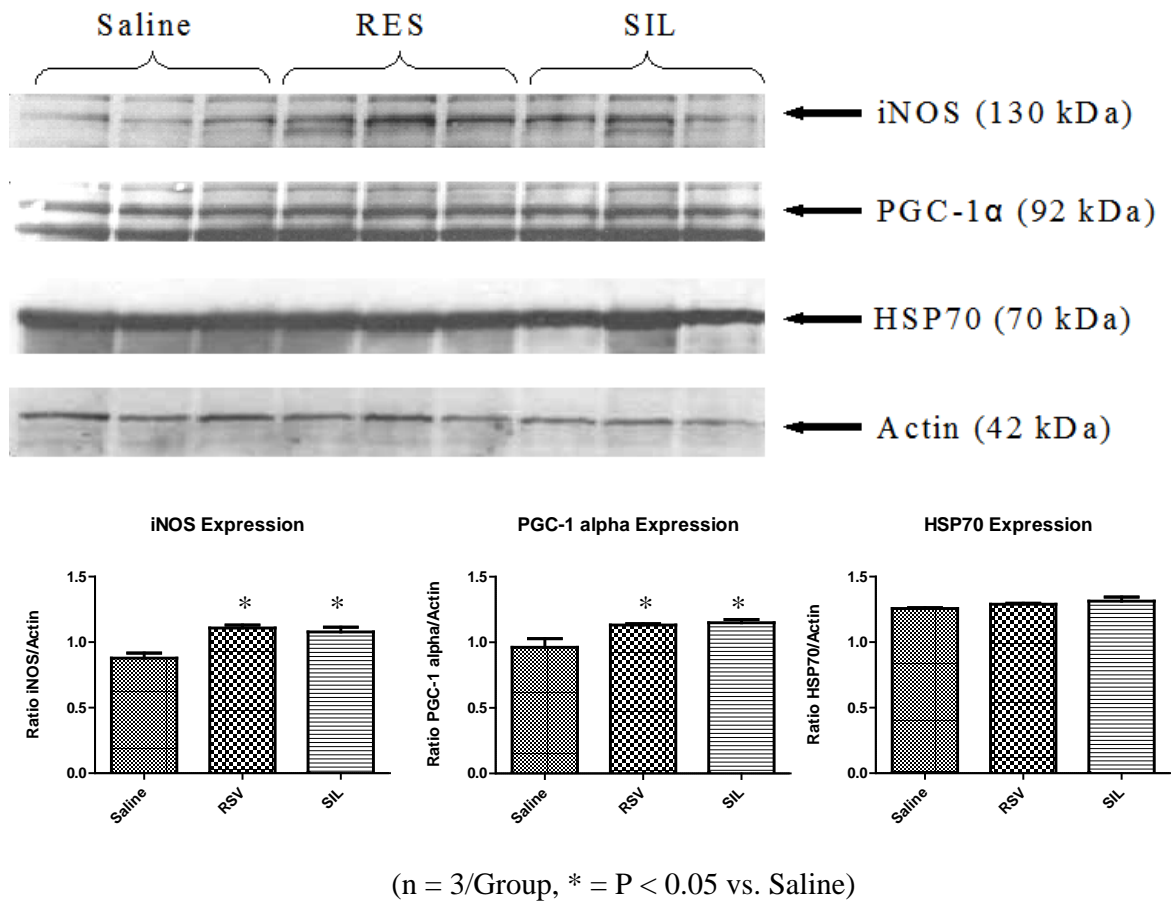 Saline RES SIL
iNOS (130 kDa)
PGC-1α (92 kDa)
HSP70 (70 kDa)
Actin (42 kDa)
iNOS Expression
Ratio iNOS/Actin
1.5
1.0
0.5
0.0
* *
Saline RSV SIL
PGC-1 alpha Expression
Ratio PGC-1 alpha/Actin
1.5
1.0
0.5
0.0
* *
Saline RSV SIL
HSP70 Expression
Ratio HSP70/Actin
1.5
1.0
0.5
0.0
Saline RSV SIL
(n = 3/Group, * = P < 0.05 vs. Saline)